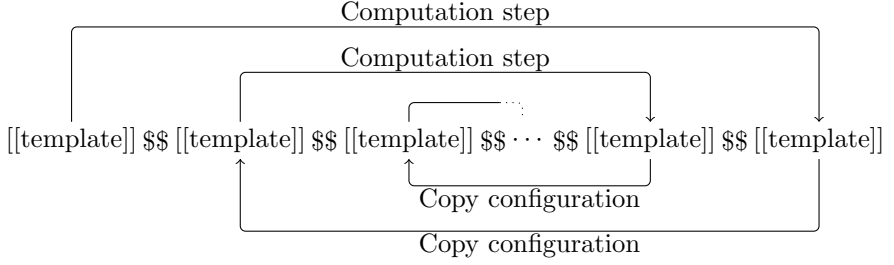 Computation step
Computation step
[[template]] $$ [[template]] $$ [[template]] $$ ··· $$ [[template]] $$ [[template]]
Copy configuration
Copy configuration